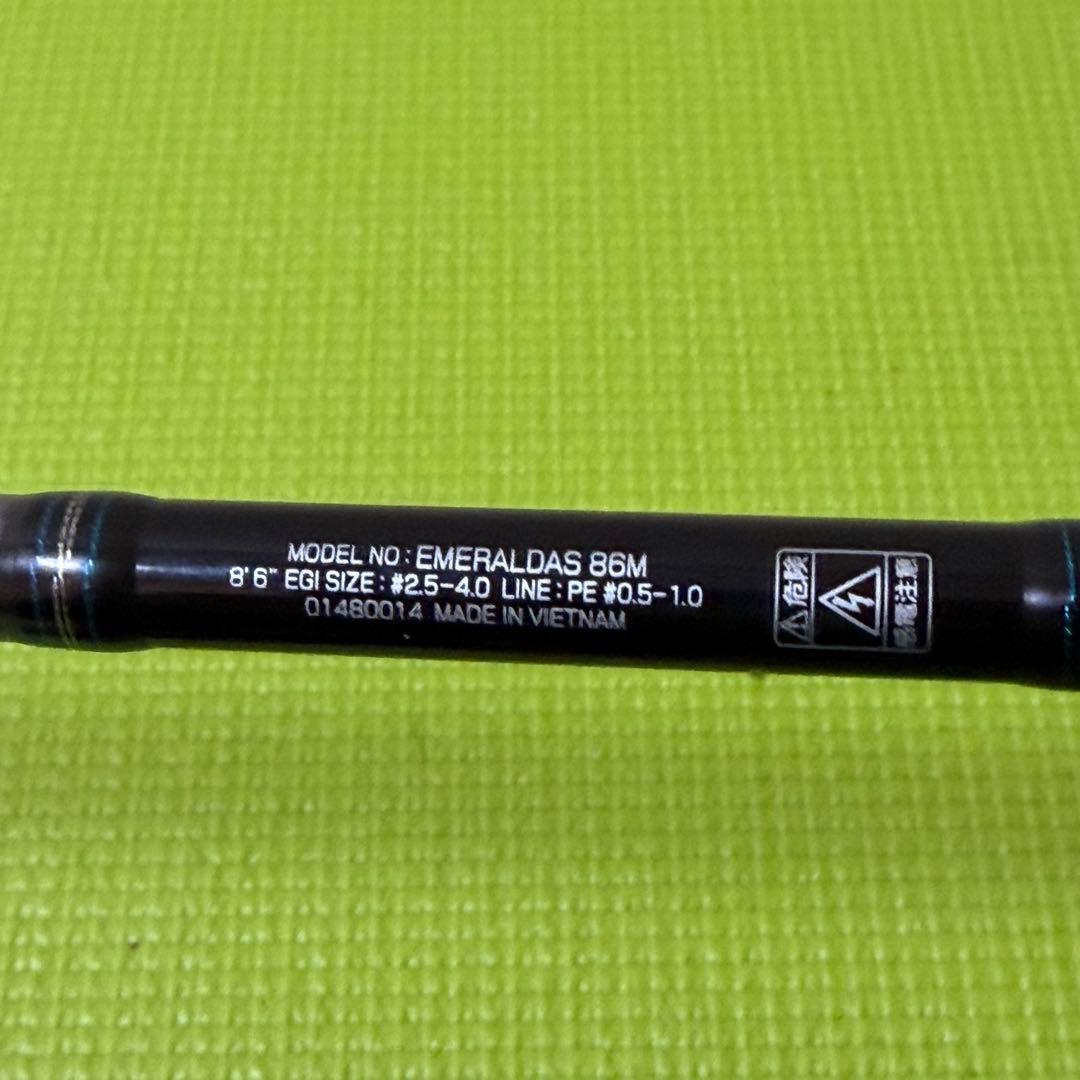 MODEL NO : EMERALDAS 86M
8'6" EGI SIZE : #2.5-4.0 LINE : PE #0.5-1.0
01480014 MADE IN VIETNAM
危険
感電注意